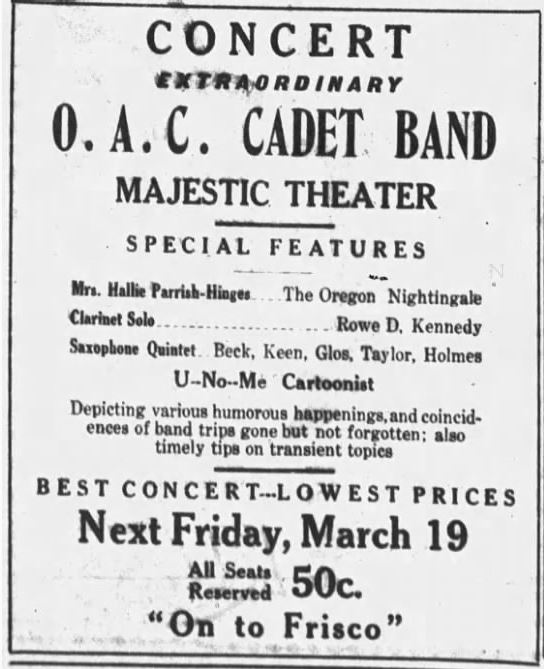 CONCERT
EXTRAORDINARY
O. A. C. CADET BAND
MAJESTIC THEATER
SPECIAL FEATURES
Mrs. Hallie Parrish-Hinges.... The Oregon Nightingale
Clarinet Solo........................Rowe D. Kennedy
Saxophone Quintet.. Beck, Keen, Glos, Taylor, Holmes
U-No--Me Cartoonist
Depicting various humorous happenings, and coincid-
ences of band trips gone but not forgotten; also
timely tips on transient topics
BEST CONCERT---LOWEST PRICES
Next Friday, March 19
All Seats
Reserved 50c.
"On to Frisco"